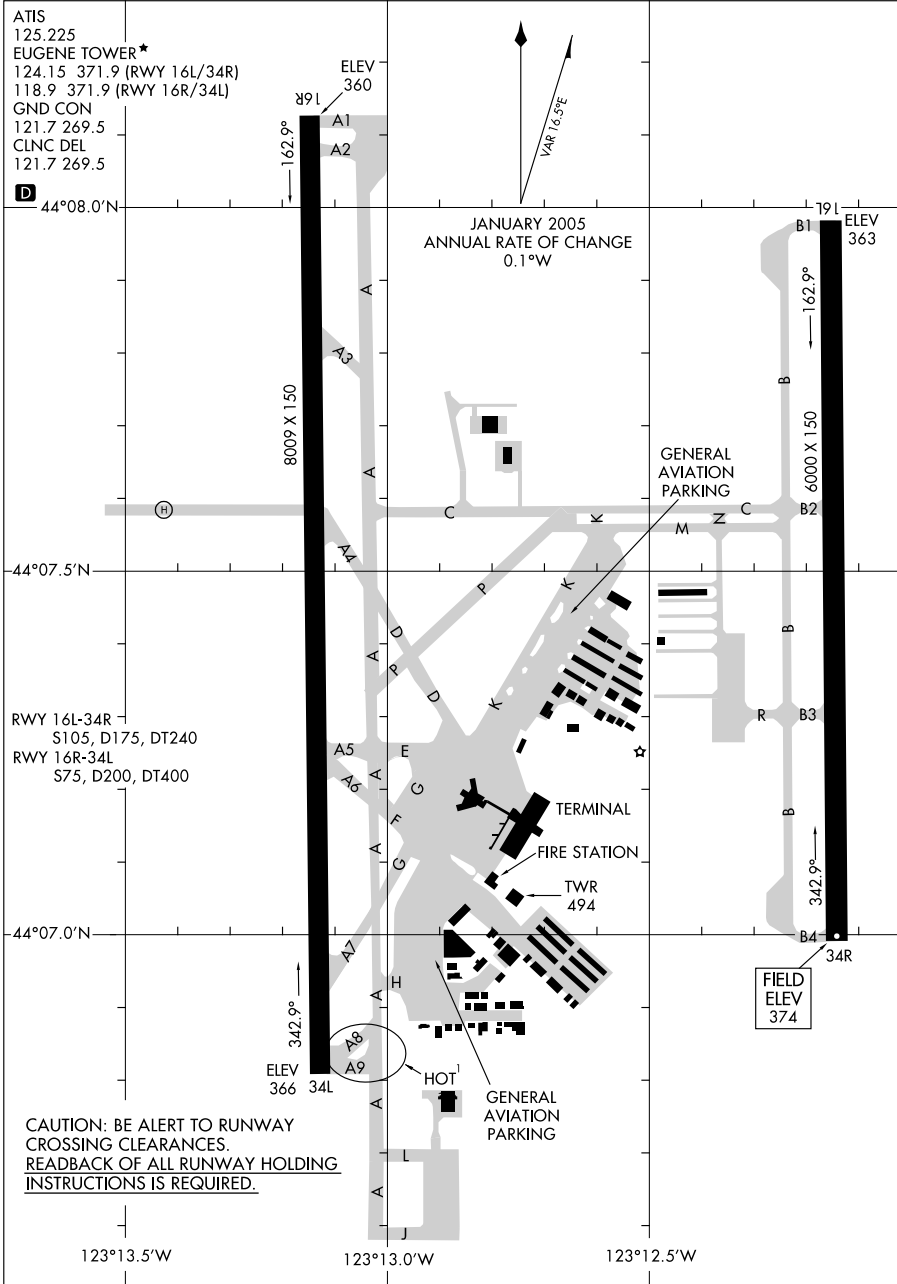 ATIS
125.225
EUGENE TOWER★
124.15 371.9 (RWY 16L/34R)
118.9 371.9 (RWY 16R/34L)
GND CON
121.7 269.5
CLNC DEL
121.7 269.5
D
ELEV
360
16R
A1
A2
162.9°
VAR 16.5°E
44°08.0'N
JANUARY 2005
ANNUAL RATE OF CHANGE
0.1°W
16L
B1
ELEV
363
162.9°
A
A3
B
8009 X 150
6000 X 150
A
GENERAL
AVIATION
PARKING
H
C
K
C
B2
N
M
A4
44°07.5'N
P
K
D
B
A
P
D
K
RWY 16L-34R
S105, D175, DT240
RWY 16R-34L
S75, D200, DT400
R
B3
A5
E
A
A6
G
F
TERMINAL
B
A
G
FIRE STATION
TWR
494
342.9°
44°07.0'N
A7
B4
34R
H
A
FIELD
ELEV
374
342.9°
A8
A9
ELEV
366
34L
HOT1
GENERAL
AVIATION
PARKING
A
CAUTION: BE ALERT TO RUNWAY
CROSSING CLEARANCES.
READBACK OF ALL RUNWAY HOLDING
INSTRUCTIONS IS REQUIRED.
L
A
J
123°13.5'W
123°13.0'W
123°12.5'W